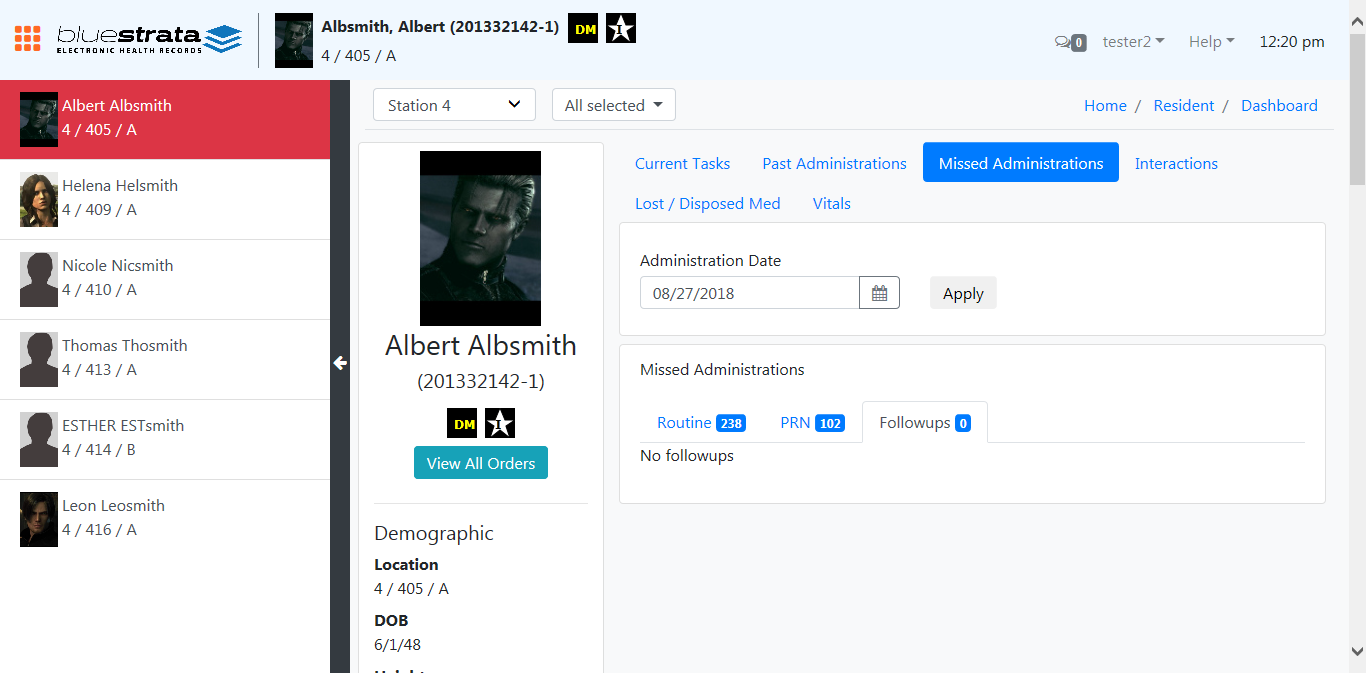 bluestrata
ELECTRONIC HEALTH RECORDS
Albsmith, Albert (201332142-1) DM I
4 / 405 / A
0 tester2 Help 12:20 pm
Albert Albsmith
4 / 405 / A
Helena Helsmith
4 / 409 / A
Nicole Nicsmith
4 / 410 / A
Thomas Thosmith
4 / 413 / A
ESTHER ESTsmith
4 / 414 / B
Leon Leosmith
4 / 416 / A
Station 4 All selected Home / Resident / Dashboard
Albert Albsmith
(201332142-1)
DM I
View All Orders
Demographic
Location
4 / 405 / A
DOB
6/1/48
Current Tasks Past Administrations Missed Administrations Interactions
Lost / Disposed Med Vitals
Administration Date
08/27/2018 Apply
Missed Administrations
Routine 238 PRN 102 Followups 0
No followups